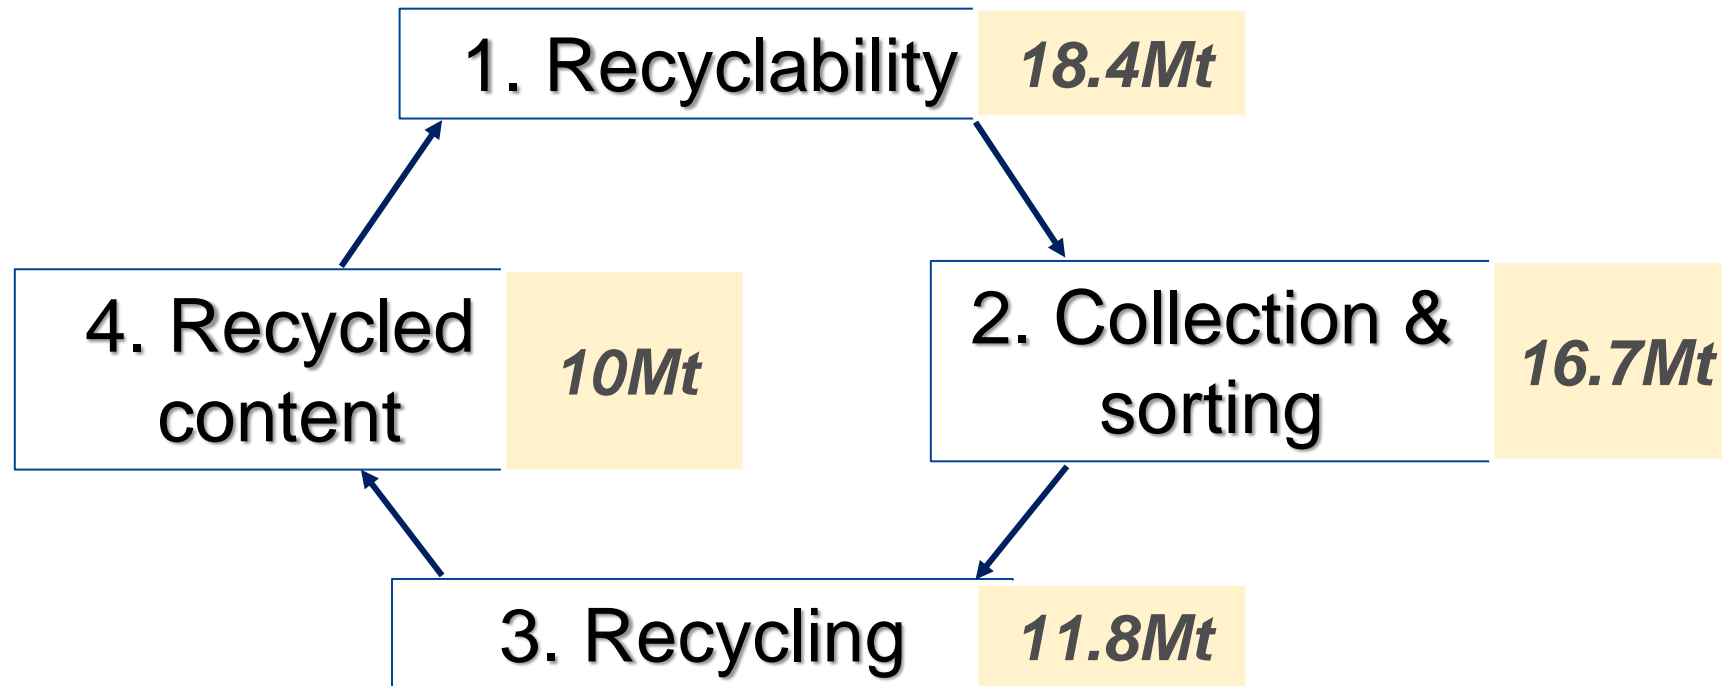 1. Recyclability
18.4Mt
2. Collection &
sorting
16.7Mt
3. Recycling
11.8Mt
4. Recycled
content
10Mt